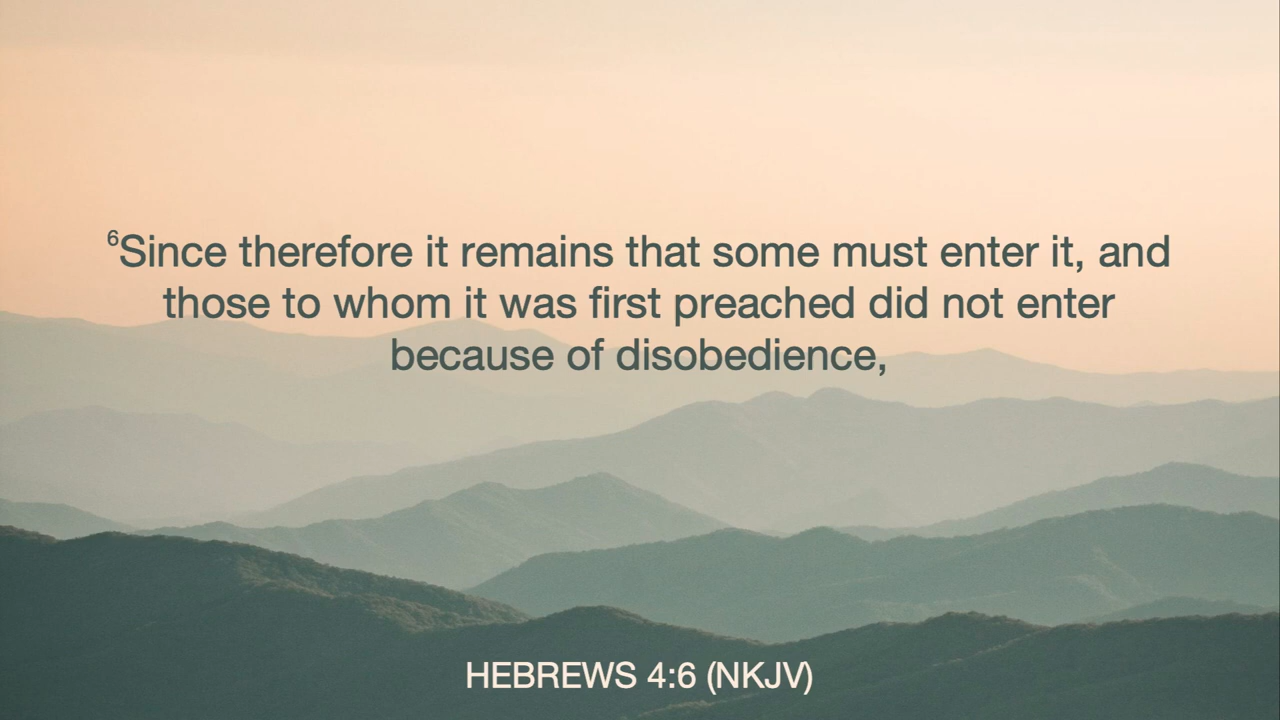 ⁶Since therefore it remains that some must enter it, and
those to whom it was first preached did not enter
because of disobedience,
HEBREWS 4:6 (NKJV)